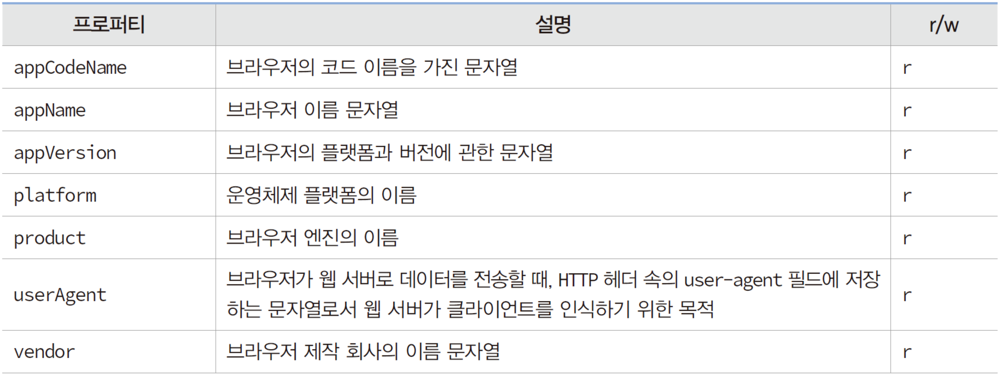 프로퍼티 설명 r/w
appCodeName 브라우저의 코드 이름을 가진 문자열 r
appName 브라우저 이름 문자열 r
appVersion 브라우저의 플랫폼과 버전에 관한 문자열 r
platform 운영체제 플랫폼의 이름 r
product 브라우저 엔진의 이름 r
userAgent 브라우저가 웹 서버로 데이터를 전송할 때, HTTP 헤더 속의 user-agent 필드에 저장
하는 문자열로서 웹 서버가 클라이언트를 인식하기 위한 목적 r
vendor 브라우저 제작 회사의 이름 문자열 r